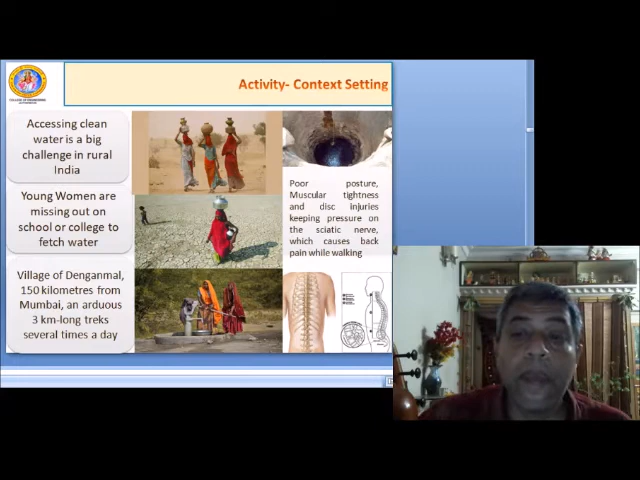 Activity- Context Setting
Accessing clean
water is a big
challenge in rural
India
Young Women are
missing out on
school or college to
fetch water
Village of Denganmal,
150 kilometres from
Mumbai, an arduous
3 km-long treks
several times a day
Poor posture,
Muscular tightness
and disc injuries
keeping pressure on
the sciatic nerve,
which causes back
pain while walking